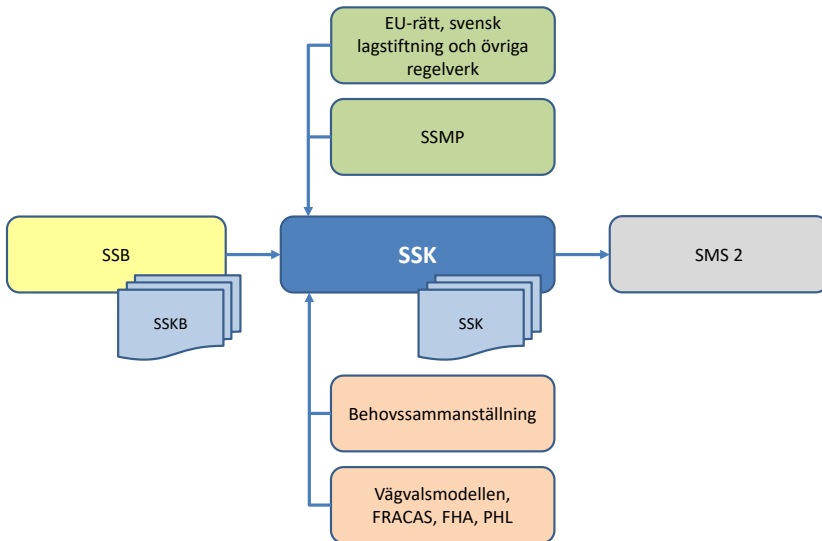 EU-rätt, svensk
lagstiftning och övriga
regelverk
SSMP
SSB
SSK
SMS 2
SSKB
SSK
Behovssammanställning
Vägvalsmodellen,
FRACAS, FHA, PHL